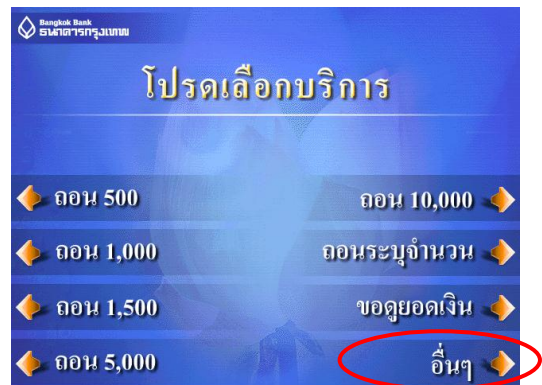 Bangkok Bank
ธนาคารกรุงเทพ
โปรดเลือกบริการ
ถอน 500
ถอน 10,000
ถอน 1,000
ถอนระบุจำนวน
ถอน 1,500
ขอดูยอดเงิน
ถอน 5,000
อื่นๆ